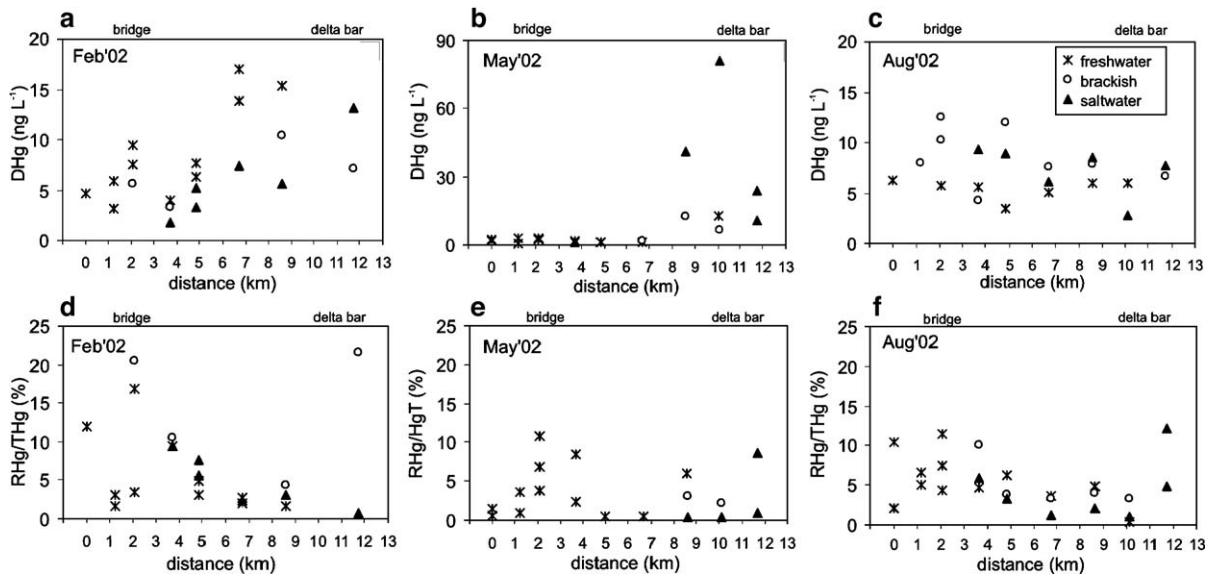 a
bridge
delta bar
Feb'02
DHg (ng L-1)
20
15
10
5
0
0 1 2 3 4 5 6 7 8 9 10 11 12 13
distance (km)
b
bridge
delta bar
May'02
DHg (ng L-1)
90
60
30
0
0 1 2 3 4 5 6 7 8 9 10 11 12 13
distance (km)
c
bridge
delta bar
Aug'02
freshwater
brackish
saltwater
DHg (ng L-1)
20
15
10
5
0
0 1 2 3 4 5 6 7 8 9 10 11 12 13
distance (km)
d
bridge
delta bar
Feb'02
RHg/THg (%)
25
20
15
10
5
0
0 1 2 3 4 5 6 7 8 9 10 11 12 13
distance (km)
e
bridge
delta bar
May'02
RHg/HgT (%)
25
20
15
10
5
0
0 1 2 3 4 5 6 7 8 9 10 11 12 13
distance (km)
f
bridge
delta bar
Aug'02
RHg/THg (%)
25
20
15
10
5
0
0 1 2 3 4 5 6 7 8 9 10 11 12 13
distance (km)